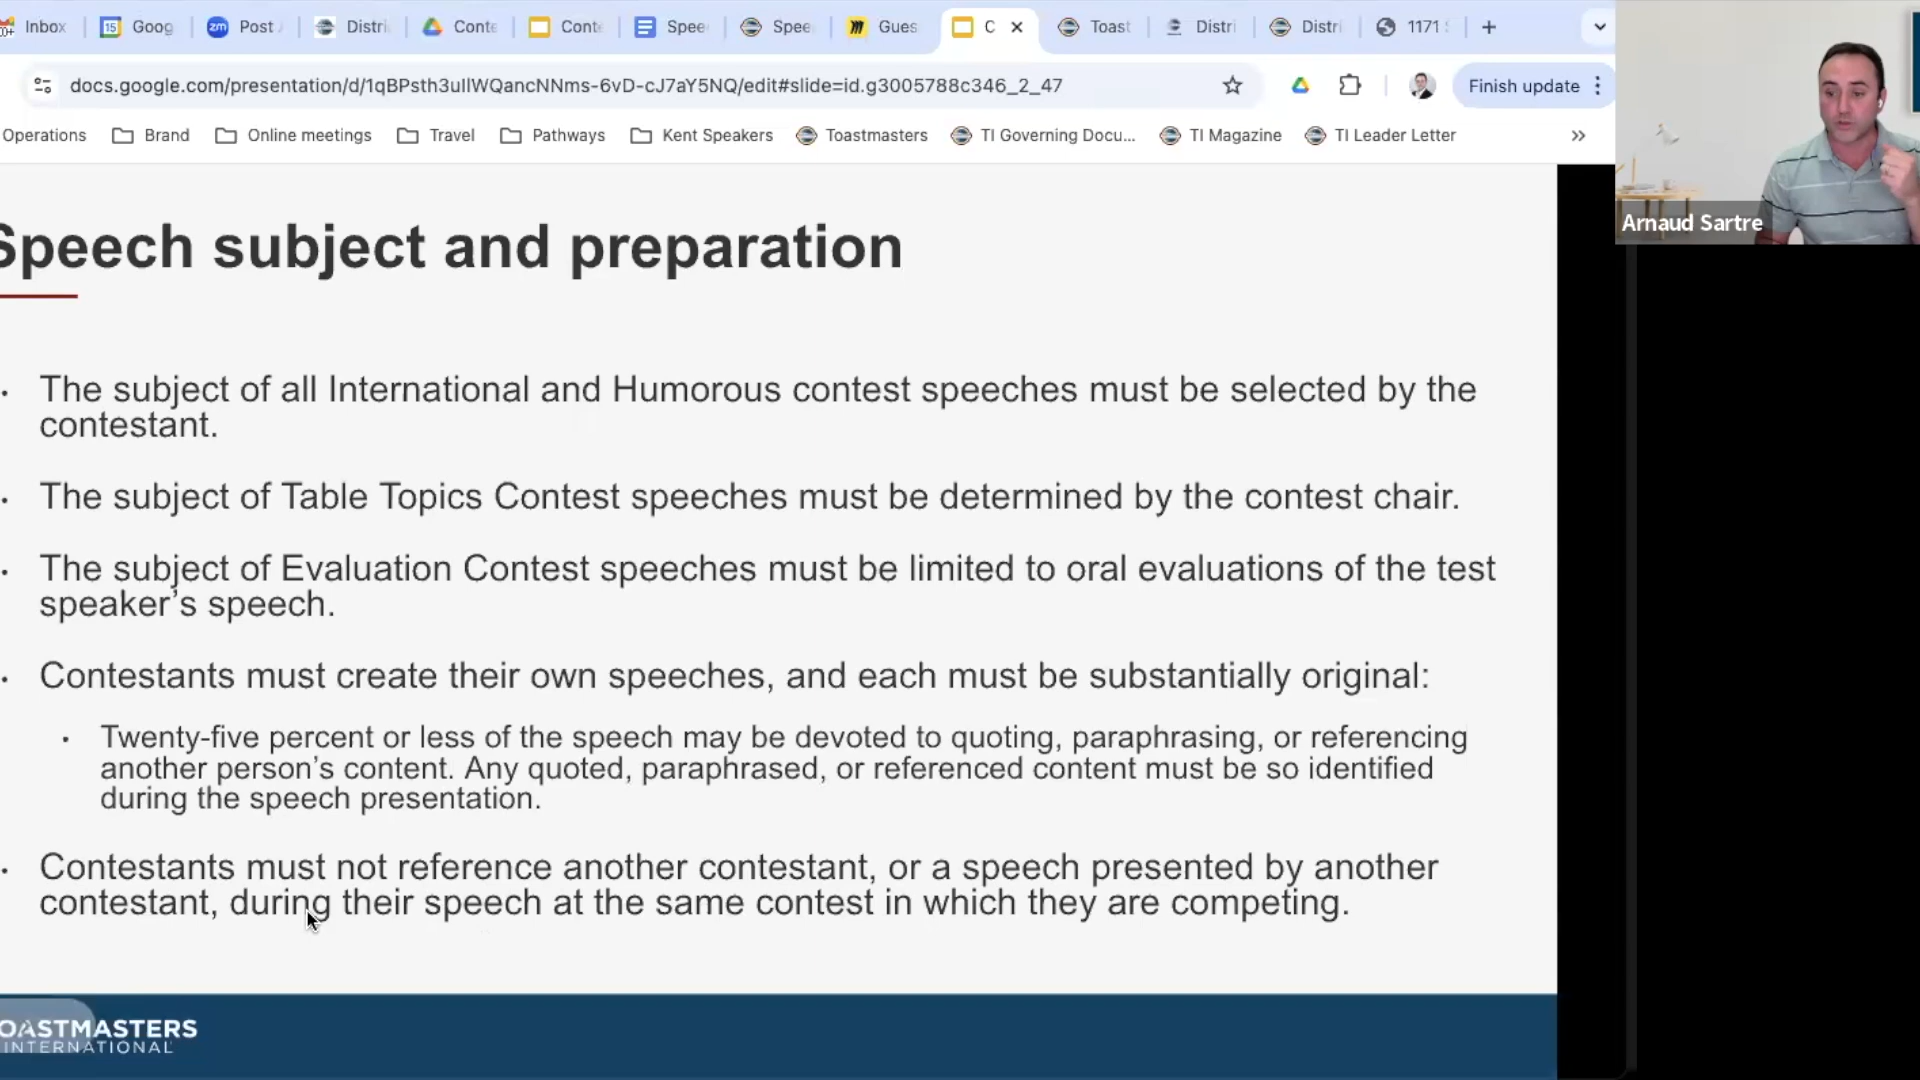 Inbox
15 Goog
zm Post
Distri
Conte
Cont
Spee
Spee
Gues
C
Toast
Distri
Distri
1171
docs.google.com/presentation/d/1qBPsth3ullWQancNNms-6vD-cJ7aY5NQ/edit#slide=id.g3005788c346_2_47
Finish update
Operations
Brand
Online meetings
Travel
Pathways
Kent Speakers
Toastmasters
TI Governing Docu...
TI Magazine
TI Leader Letter
Arnaud Sartre
Speech subject and preparation
• The subject of all International and Humorous contest speeches must be selected by the
contestant.
• The subject of Table Topics Contest speeches must be determined by the contest chair.
• The subject of Evaluation Contest speeches must be limited to oral evaluations of the test
speaker’s speech.
• Contestants must create their own speeches, and each must be substantially original:
• Twenty-five percent or less of the speech may be devoted to quoting, paraphrasing, or referencing
another person’s content. Any quoted, paraphrased, or referenced content must be so identified
during the speech presentation.
• Contestants must not reference another contestant, or a speech presented by another
contestant, during their speech at the same contest in which they are competing.
OASTMASTERS
INTERNATIONAL